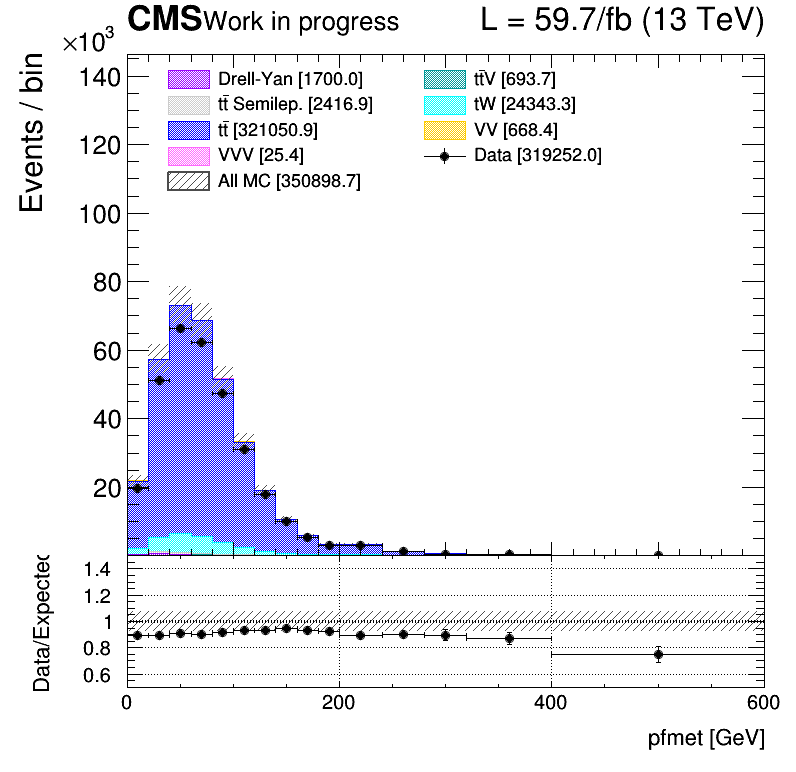 CMS Work in progress L = 59.7/fb (13 TeV)
×10³
Events / bin
140
120
100
80
60
40
20
Drell-Yan [1700.0]
tt̄ Semilep. [2416.9]
tt̄ [321050.9]
VVV [25.4]
All MC [350898.7]
tt̄V [693.7]
tW [24343.3]
VV [668.4]
Data [319252.0]
Data/Expected
1.4
1.2
1
0.8
0.6
0 200 400 600
pfmet [GeV]